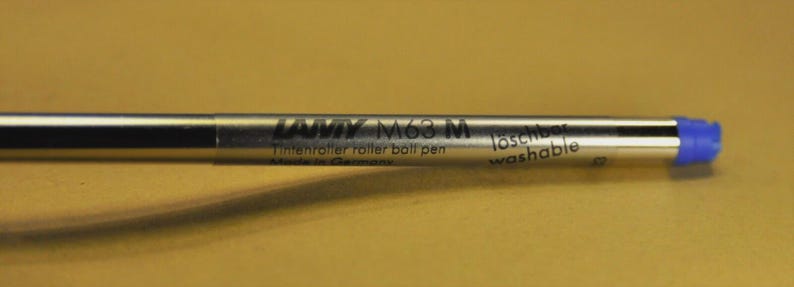 LAMY M63 M
Tintenroller roller ball pen
Made in Germany
löschbar
washable